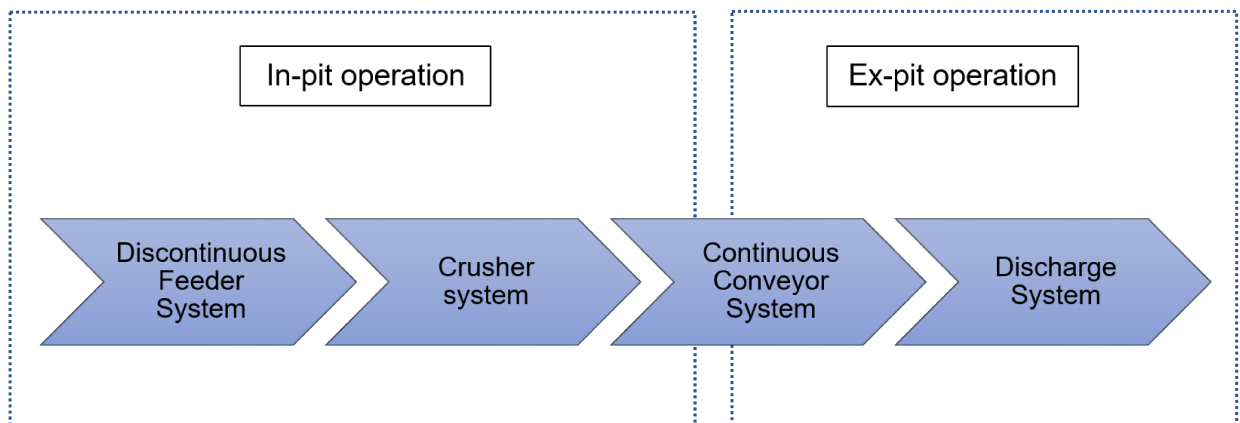 In-pit operation
Ex-pit operation
Discontinuous
Feeder
System
Crusher
system
Continuous
Conveyor
System
Discharge
System